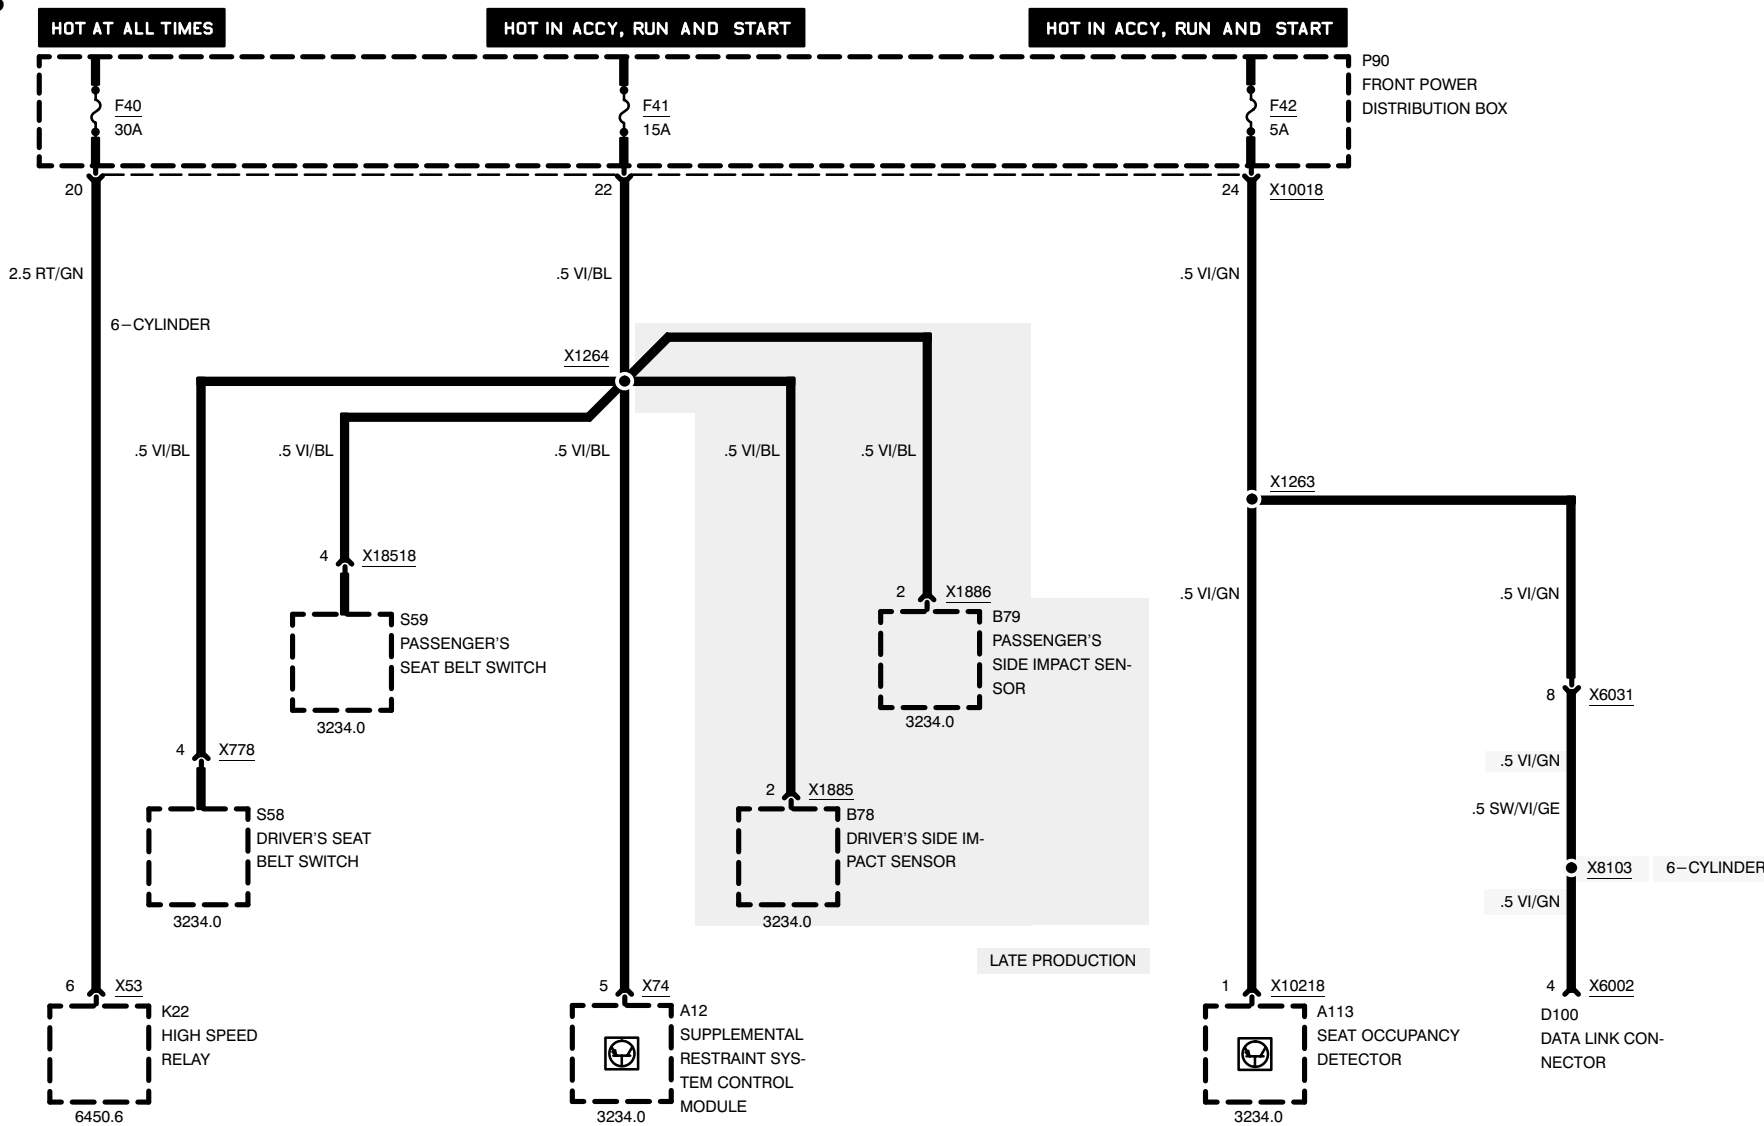 HOT AT ALL TIMES
HOT IN ACCY, RUN AND START
HOT IN ACCY, RUN AND START
P90
FRONT POWER
DISTRIBUTION BOX
F40
30A
F41
15A
F42
5A
20
22
24
X10018
2.5 RT/GN
.5 VI/BL
.5 VI/GN
6-CYLINDER
X1264
.5 VI/BL
.5 VI/BL
.5 VI/BL
.5 VI/BL
.5 VI/BL
X1263
4
X18518
S59
PASSENGER'S
SEAT BELT SWITCH
3234.0
2
X1886
B79
PASSENGER'S
SIDE IMPACT SEN-
SOR
3234.0
.5 VI/GN
.5 VI/GN
8
X6031
4
X778
S58
DRIVER'S SEAT
BELT SWITCH
3234.0
2
X1885
B78
DRIVER'S SIDE IM-
PACT SENSOR
3234.0
.5 VI/GN
.5 SW/VI/GE
X8103
6-CYLINDER
.5 VI/GN
LATE PRODUCTION
6
X53
K22
HIGH SPEED
RELAY
6450.6
5
X74
A12
SUPPLEMENTAL
RESTRAINT SYS-
TEM CONTROL
MODULE
3234.0
1
X10218
A113
SEAT OCCUPANCY
DETECTOR
3234.0
4
X6002
D100
DATA LINK CON-
NECTOR